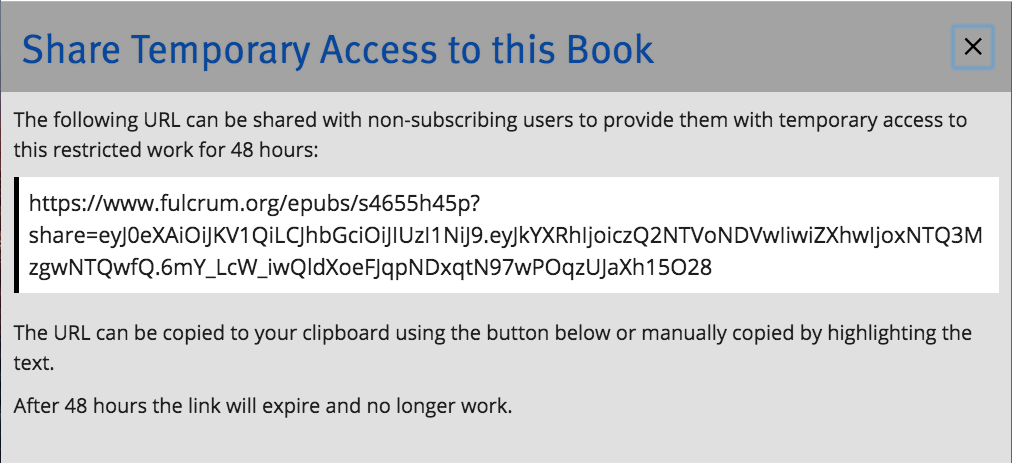 Share Temporary Access to this Book
The following URL can be shared with non-subscribing users to provide them with temporary access to
this restricted work for 48 hours:
https://www.fulcrum.org/epubs/s4655h45p?
share=eyJ0eXAiOiJKV1QiLCJhbGciOiJIUzI1NiJ9.eyJkYXRhIjoiczQ2NTVoNDVwIiwiZXhwIjoxNTQ3M
zgwNTQwfQ.6mY_LcW_iwQldXoeFJqpNDxqtN97wPOqzUJaXh15O28
The URL can be copied to your clipboard using the button below or manually copied by highlighting the
text.
After 48 hours the link will expire and no longer work.